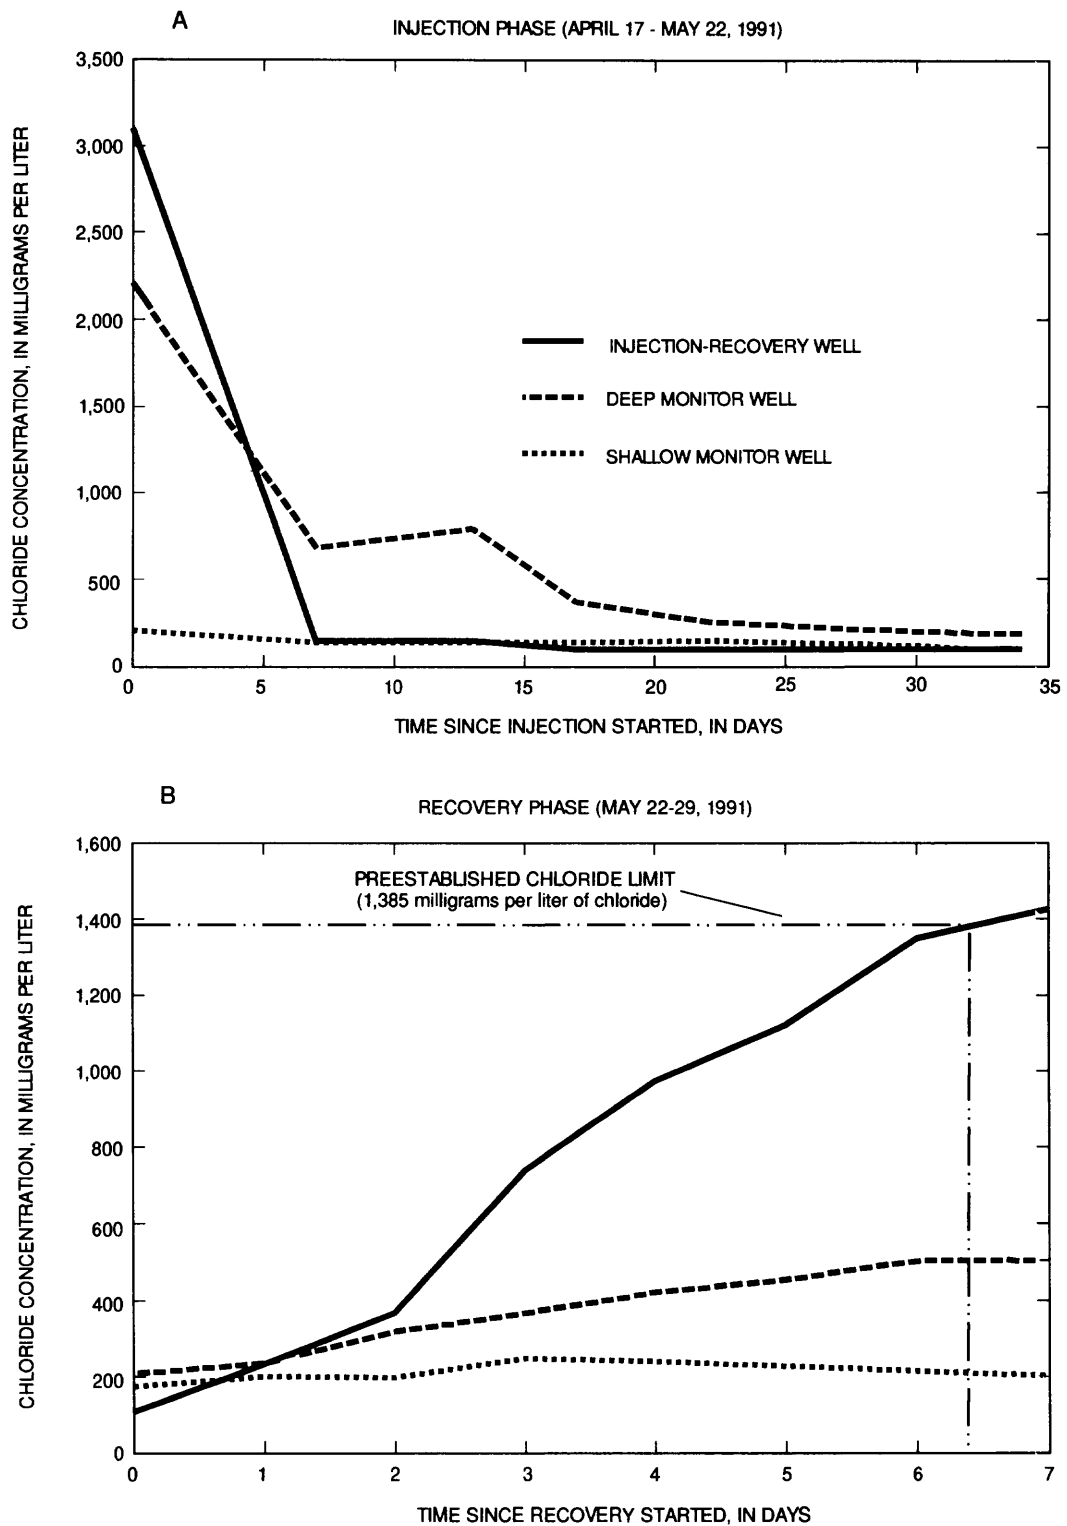 A
INJECTION PHASE (APRIL 17 - MAY 22, 1991)
3,500
3,000
2,500
2,000
1,500
1,000
500
0
CHLORIDE CONCENTRATION, IN MILLIGRAMS PER LITER
INJECTION-RECOVERY WELL
DEEP MONITOR WELL
SHALLOW MONITOR WELL
0 5 10 15 20 25 30 35
TIME SINCE INJECTION STARTED, IN DAYS
B
RECOVERY PHASE (MAY 22-29, 1991)
1,600
1,400
1,200
1,000
800
600
400
200
0
CHLORIDE CONCENTRATION, IN MILLIGRAMS PER LITER
PREESTABLISHED CHLORIDE LIMIT
(1,385 milligrams per liter of chloride)
0 1 2 3 4 5 6 7
TIME SINCE RECOVERY STARTED, IN DAYS